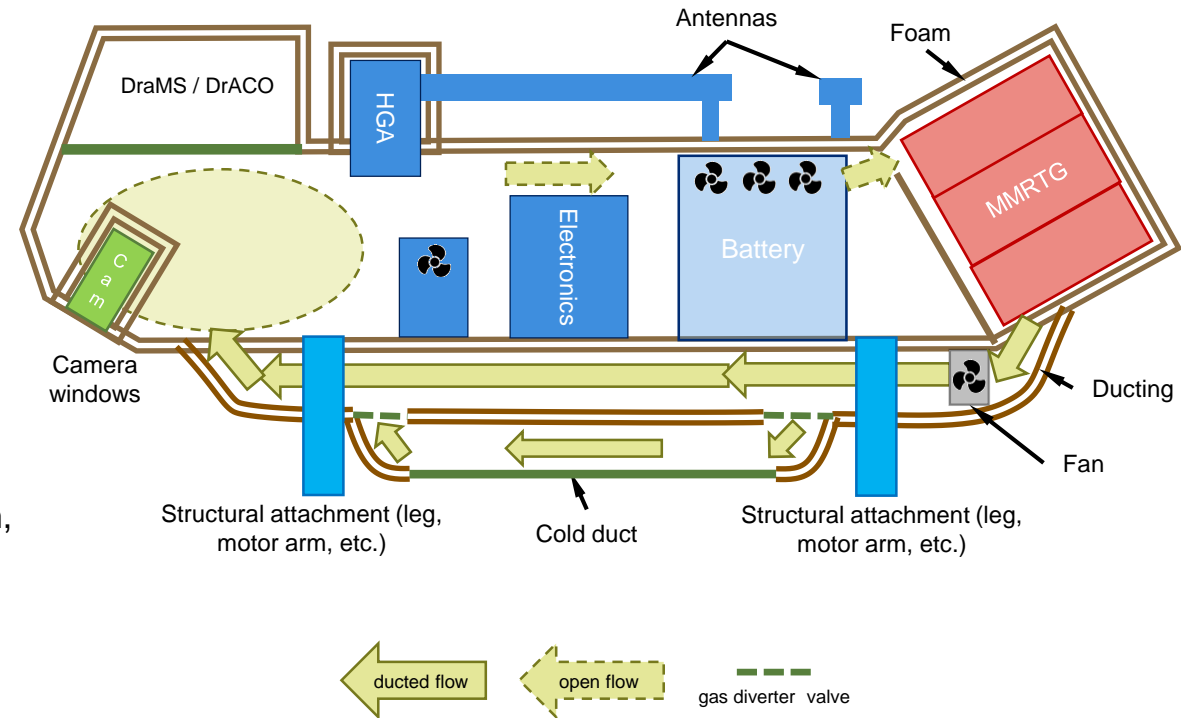 Antennas
Foam
DraMS / DrACO
HGA
MMRTG
Electronics
Battery
Cam
Camera
windows
Ducting
Fan
Structural attachment (leg,
motor arm, etc.)
Cold duct
Structural attachment (leg,
motor arm, etc.)
,
ducted flow
open flow
gas diverter valve